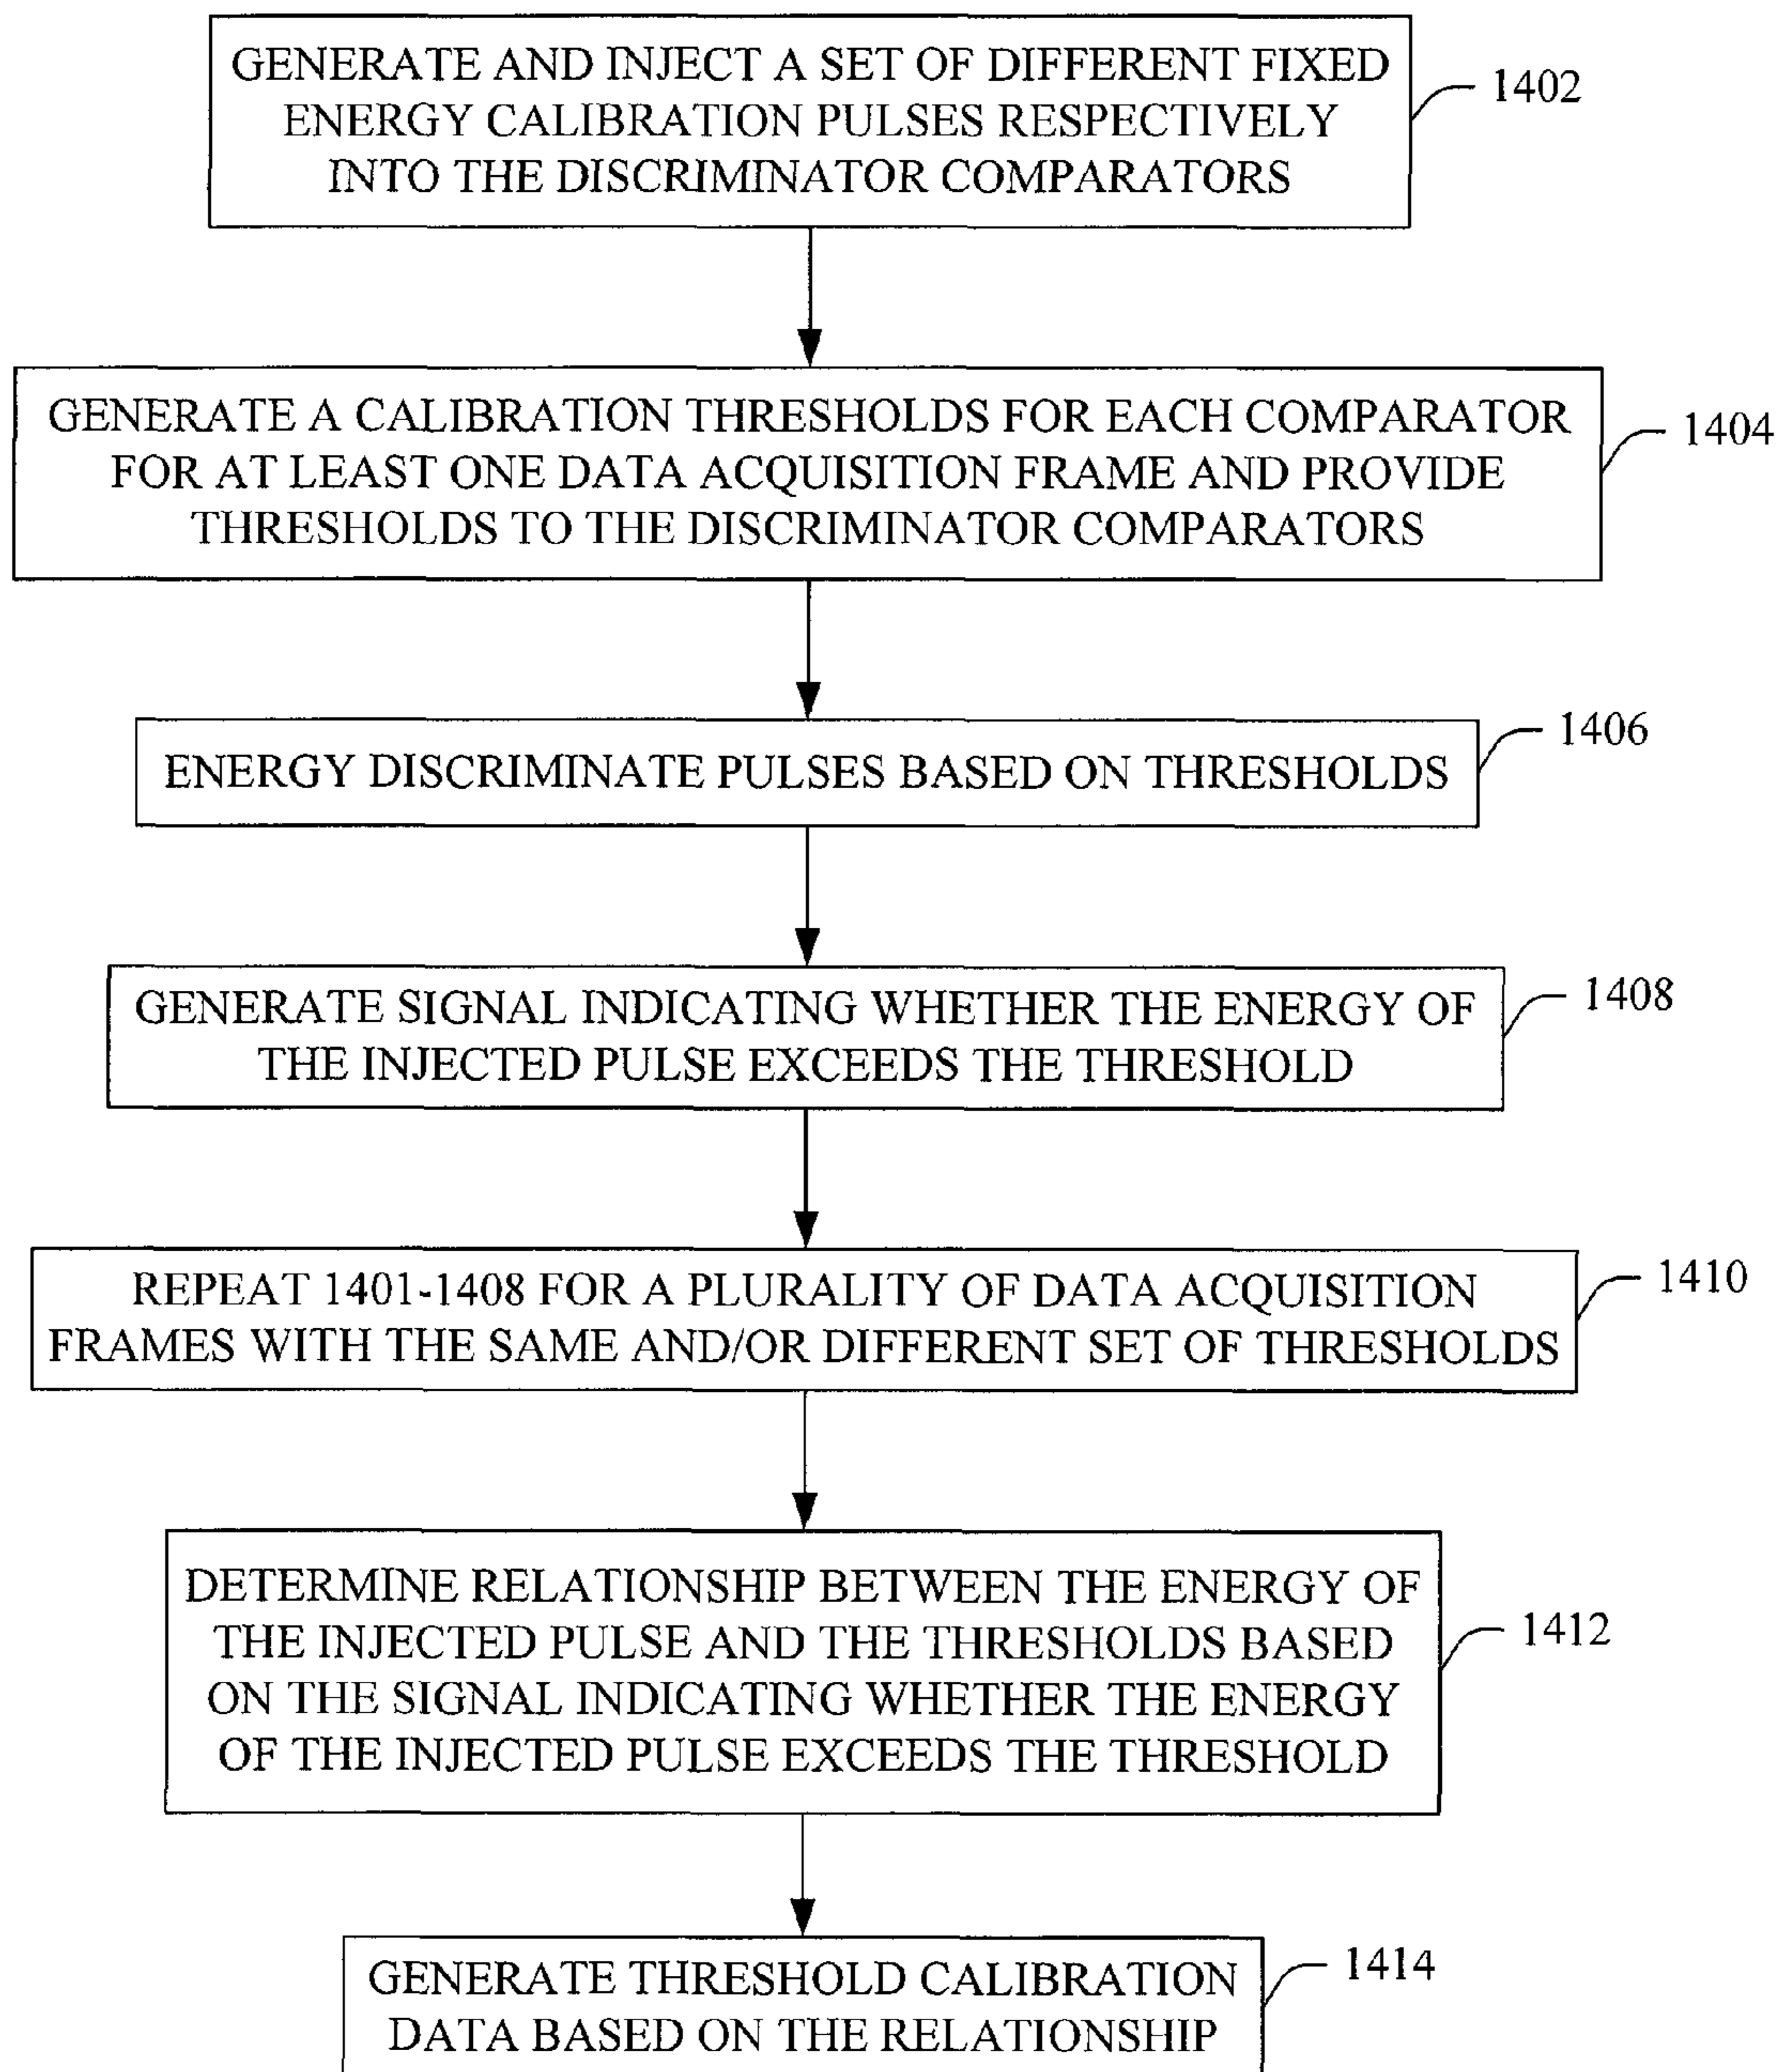 GENERATE AND INJECT A SET OF DIFFERENT FIXED
ENERGY CALIBRATION PULSES RESPECTIVELY
INTO THE DISCRIMINATOR COMPARATORS
1402
GENERATE A CALIBRATION THRESHOLDS FOR EACH COMPARATOR
FOR AT LEAST ONE DATA ACQUISITION FRAME AND PROVIDE
THRESHOLDS TO THE DISCRIMINATOR COMPARATORS
1404
ENERGY DISCRIMINATE PULSES BASED ON THRESHOLDS
1406
GENERATE SIGNAL INDICATING WHETHER THE ENERGY OF
THE INJECTED PULSE EXCEEDS THE THRESHOLD
1408
REPEAT 1401-1408 FOR A PLURALITY OF DATA ACQUISITION
FRAMES WITH THE SAME AND/OR DIFFERENT SET OF THRESHOLDS
1410
DETERMINE RELATIONSHIP BETWEEN THE ENERGY OF
THE INJECTED PULSE AND THE THRESHOLDS BASED
ON THE SIGNAL INDICATING WHETHER THE ENERGY
OF THE INJECTED PULSE EXCEEDS THE THRESHOLD
1412
GENERATE THRESHOLD CALIBRATION
DATA BASED ON THE RELATIONSHIP
1414